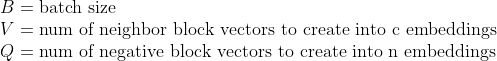 B = batch size
V = num of neighbor block vectors to create into c embeddings
Q = num of negative block vectors to create into n embeddings